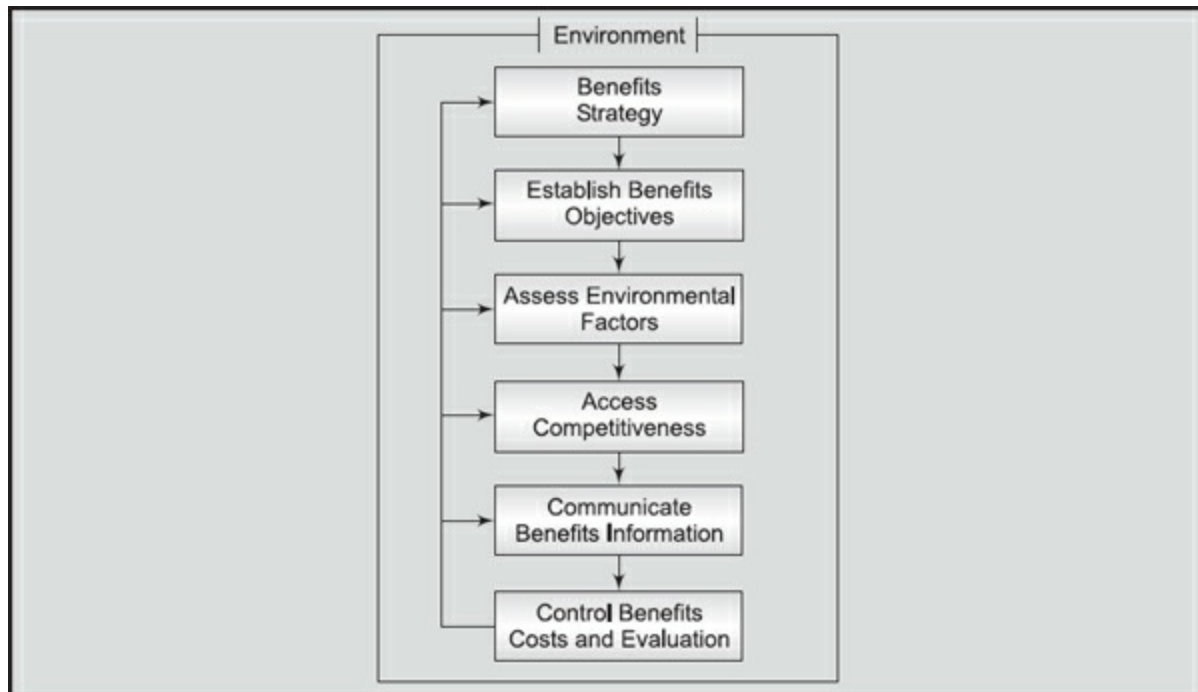 Environment
Benefits
Strategy
Establish Benefits
Objectives
Assess Environmental
Factors
Access
Competitiveness
Communicate
Benefits Information
Control Benefits
Costs and Evaluation